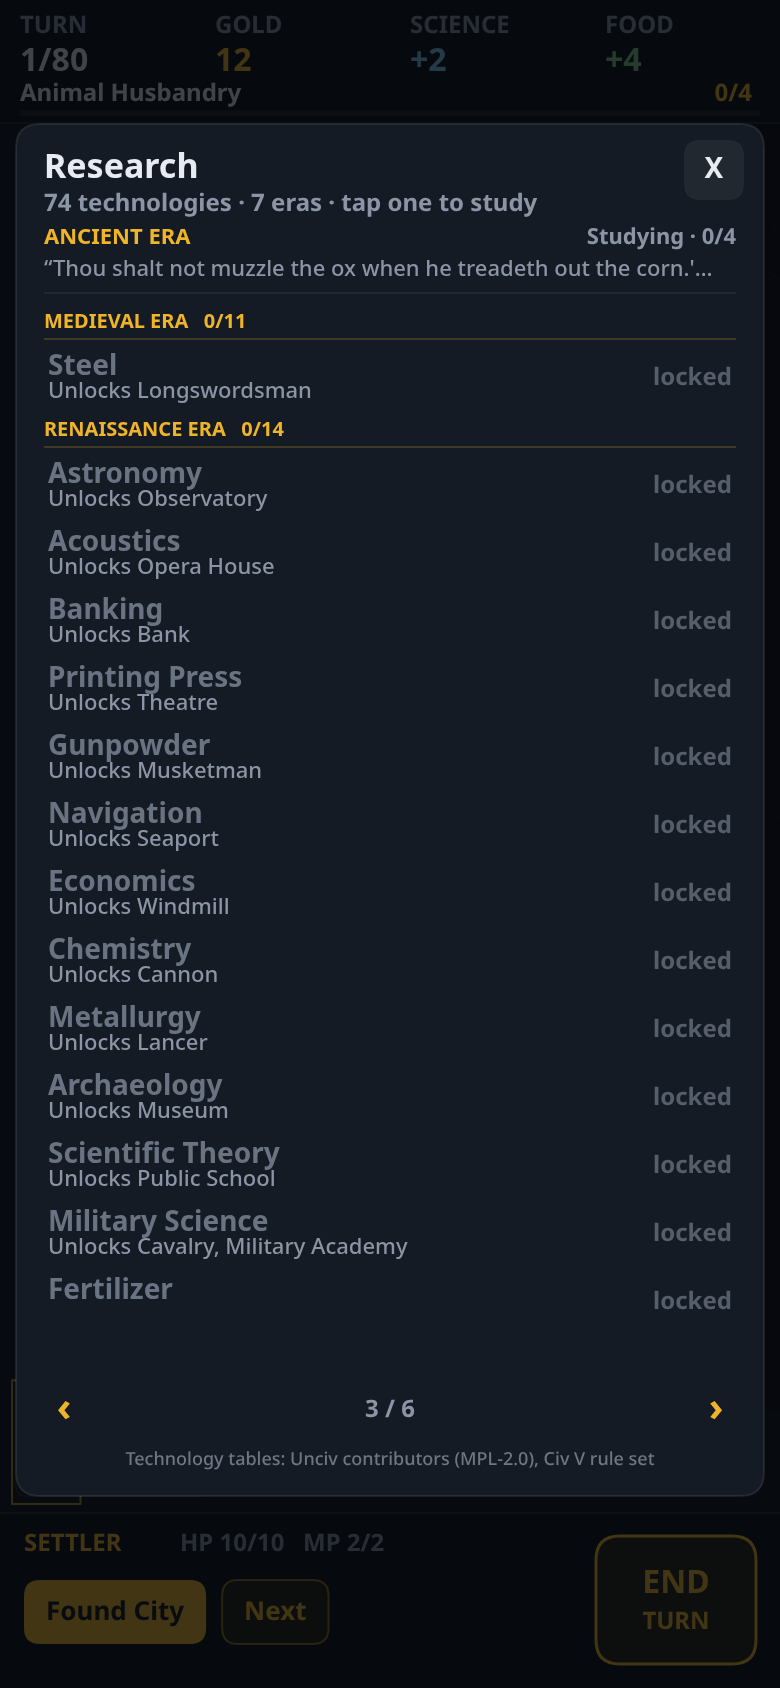 TURN GOLD SCIENCE FOOD
1/80 12 +2 +4
Animal Husbandry 0/4
Research X
74 technologies · 7 eras · tap one to study
ANCIENT ERA Studying · 0/4
“Thou shalt not muzzle the ox when he treadeth out the corn.'...
MEDIEVAL ERA 0/11
Steel
Unlocks Longswordsman locked
RENAISSANCE ERA 0/14
Astronomy
Unlocks Observatory locked
Acoustics
Unlocks Opera House locked
Banking
Unlocks Bank locked
Printing Press
Unlocks Theatre locked
Gunpowder
Unlocks Musketman locked
Navigation
Unlocks Seaport locked
Economics
Unlocks Windmill locked
Chemistry
Unlocks Cannon locked
Metallurgy
Unlocks Lancer locked
Archaeology
Unlocks Museum locked
Scientific Theory
Unlocks Public School locked
Military Science
Unlocks Cavalry, Military Academy locked
Fertilizer
locked
‹ 3 / 6 ›
Technology tables: Unciv contributors (MPL-2.0), Civ V rule set
SETTLER HP 10/10 MP 2/2
Found City Next
END
TURN